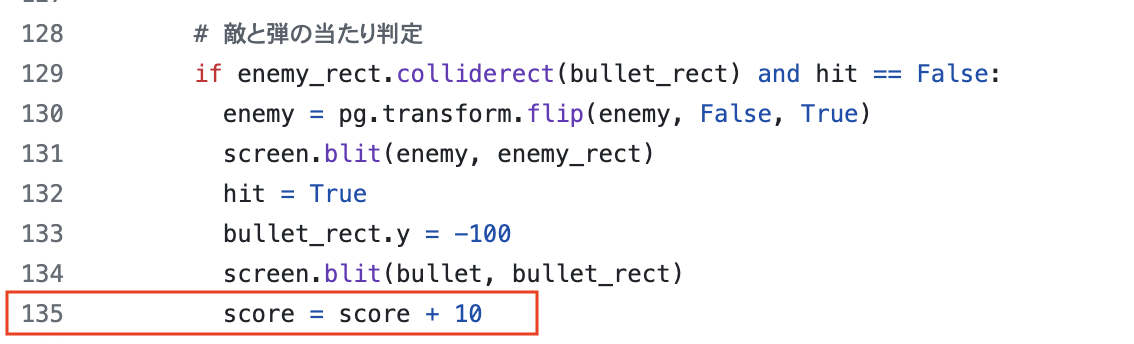 128 # 敵と弾の当たり判定
129 if enemy_rect.colliderect(bullet_rect) and hit == False:
130 enemy = pg.transform.flip(enemy, False, True)
131 screen.blit(enemy, enemy_rect)
132 hit = True
133 bullet_rect.y = -100
134 screen.blit(bullet, bullet_rect)
135 score = score + 10